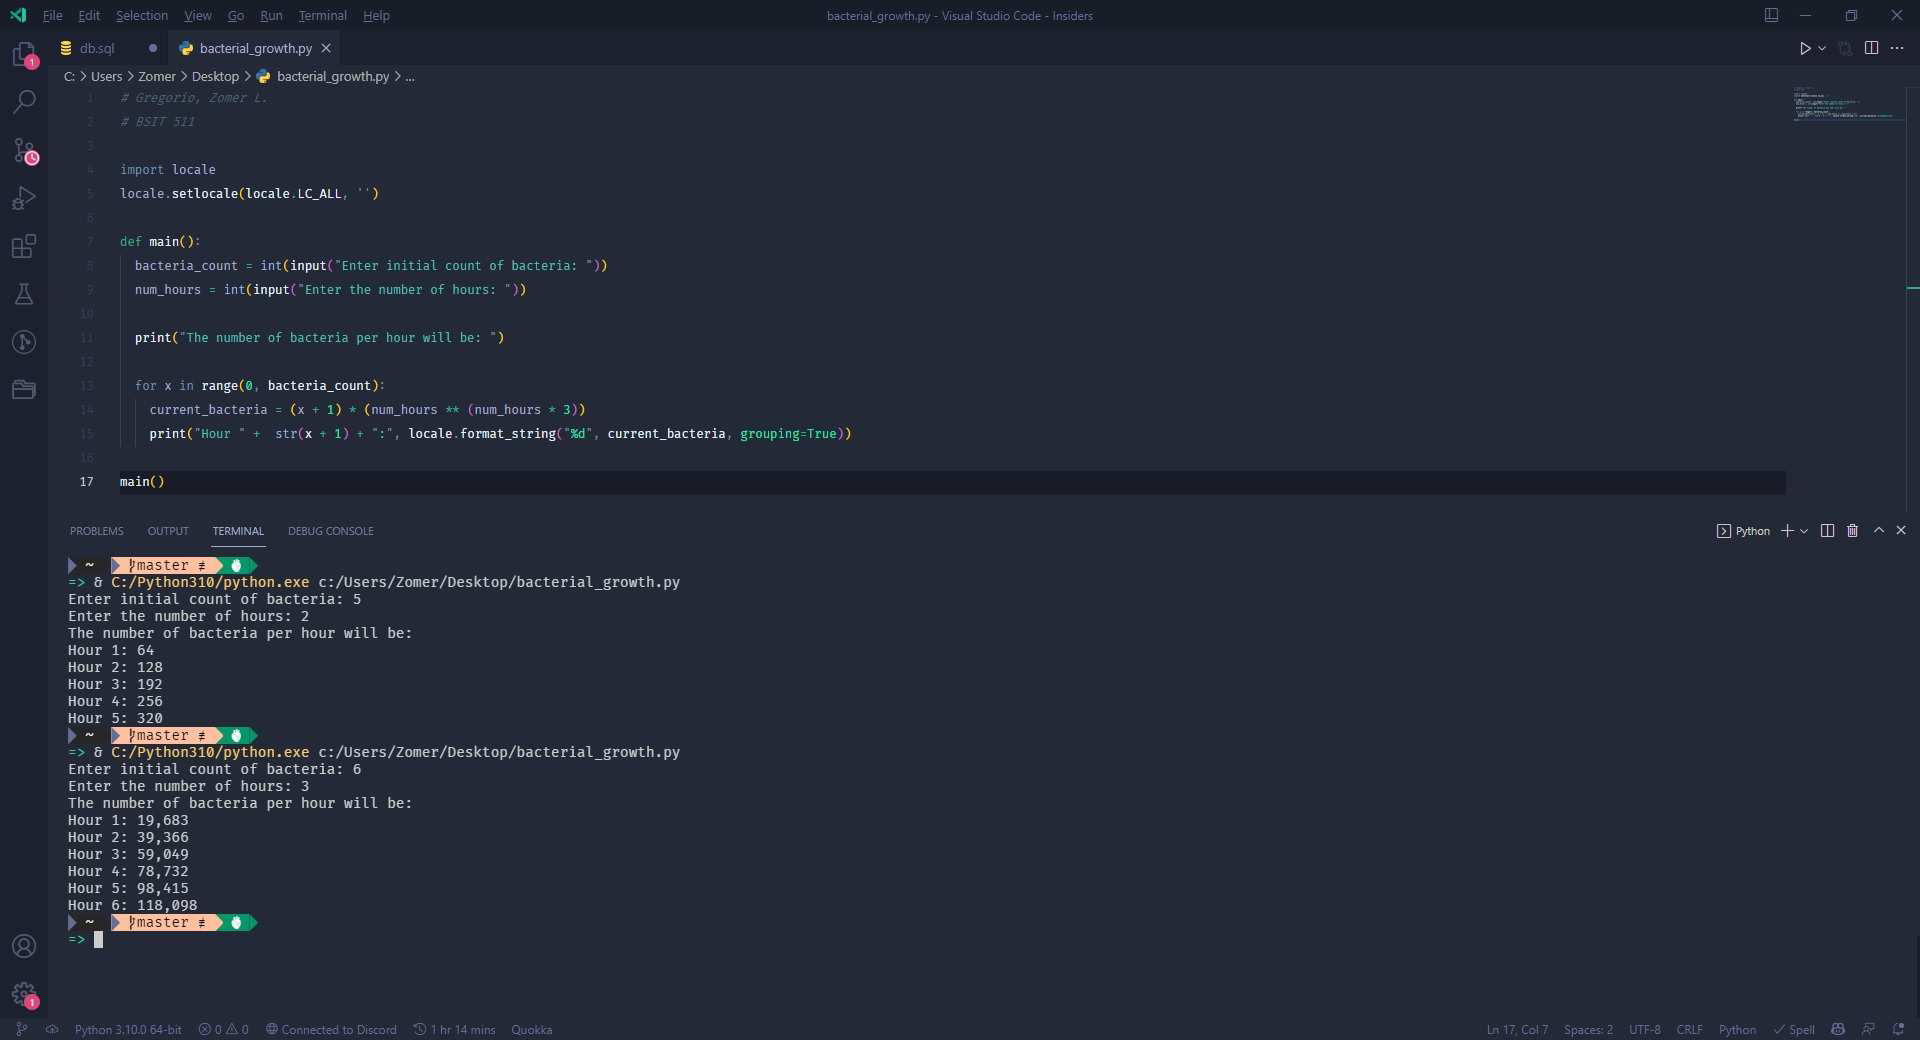 File Edit Selection View Go Run Terminal Help bacterial_growth.py - Visual Studio Code - Insiders
db.sql bacterial_growth.py
C: > Users > Zomer > Desktop > bacterial_growth.py > ...
1 # Gregorio, Zomer L.
2 # BSIT 511
3
4 import locale
5 locale.setlocale(locale.LC_ALL, '')
6
7 def main():
8 bacteria_count = int(input("Enter initial count of bacteria: "))
9 num_hours = int(input("Enter the number of hours: "))
10
11 print("The number of bacteria per hour will be: ")
12
13 for x in range(0, bacteria_count):
14 current_bacteria = (x + 1) * (num_hours ** (num_hours * 3))
15 print("Hour " +  str(x + 1) + ":", locale.format_string("%d", current_bacteria, grouping=True))
16
17 main()
PROBLEMS OUTPUT TERMINAL DEBUG CONSOLE Python
~ master ≢
=> & C:/Python310/python.exe c:/Users/Zomer/Desktop/bacterial_growth.py
Enter initial count of bacteria: 5
Enter the number of hours: 2
The number of bacteria per hour will be:
Hour 1: 64
Hour 2: 128
Hour 3: 192
Hour 4: 256
Hour 5: 320
~ master ≢
=> & C:/Python310/python.exe c:/Users/Zomer/Desktop/bacterial_growth.py
Enter initial count of bacteria: 6
Enter the number of hours: 3
The number of bacteria per hour will be:
Hour 1: 19,683
Hour 2: 39,366
Hour 3: 59,049
Hour 4: 78,732
Hour 5: 98,415
Hour 6: 118,098
~ master ≢
=>
1
1
Python 3.10.0 64-bit 0 0 Connected to Discord 1 hr 14 mins Quokka Ln 17, Col 7 Spaces: 2 UTF-8 CRLF Python Spell